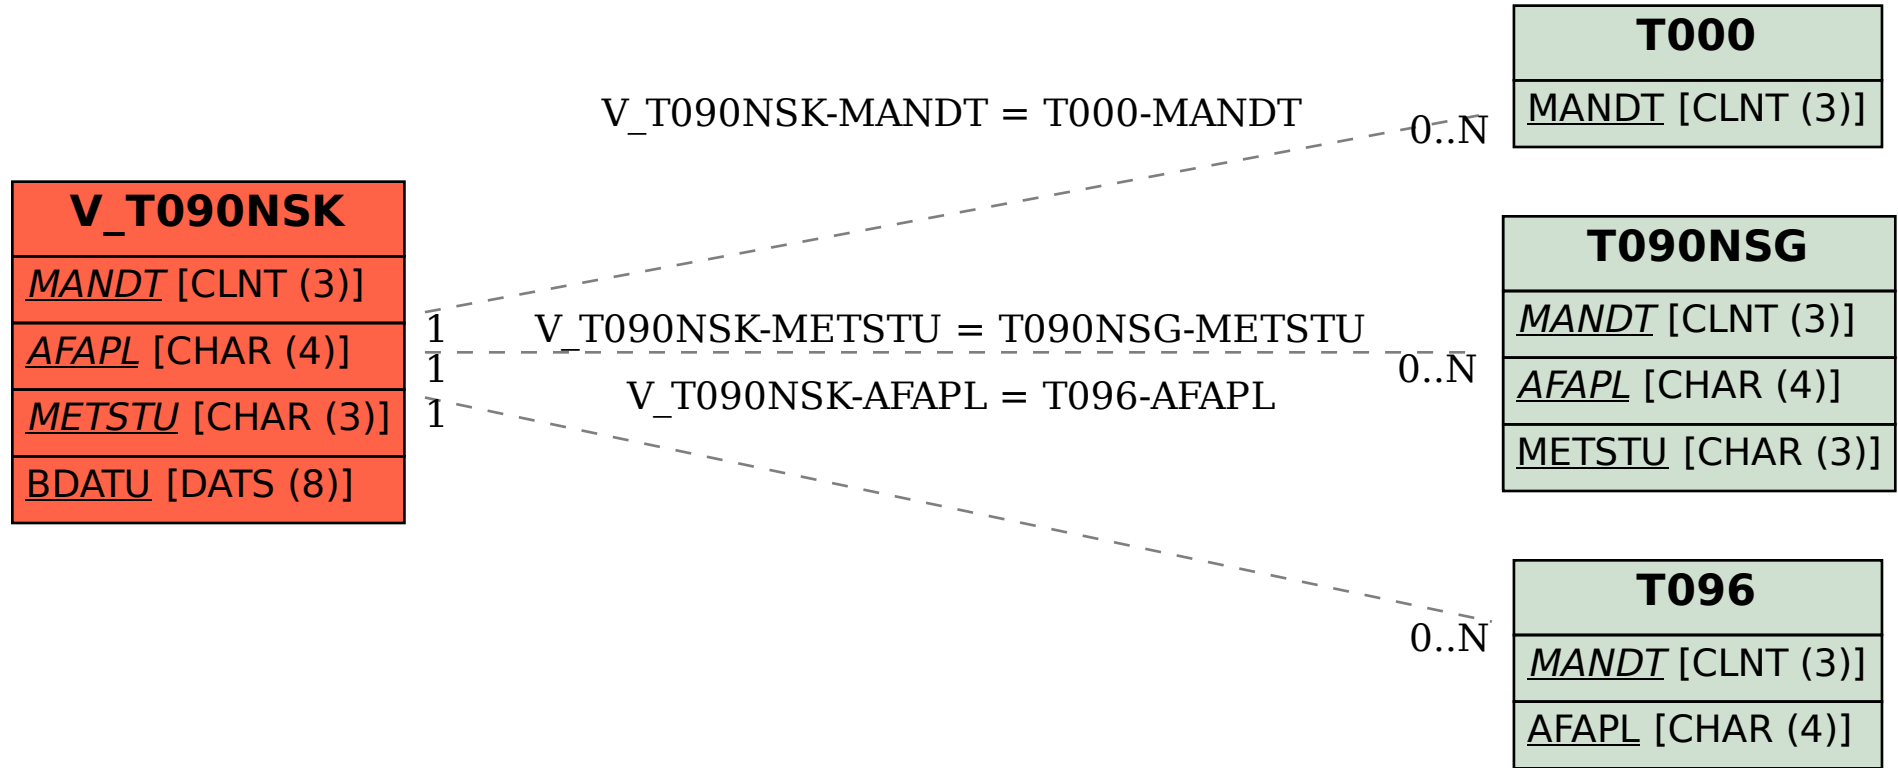 V_T090NSK
MANDT [CLNT (3)]
AFAPL [CHAR (4)]
METSTU [CHAR (3)]
BDATU [DATS (8)]
V_T090NSK-MANDT = T000-MANDT
0..N
1
V_T090NSK-METSTU = T090NSG-METSTU
0..N
1
V_T090NSK-AFAPL = T096-AFAPL
0..N
1
T000
MANDT [CLNT (3)]
T090NSG
MANDT [CLNT (3)]
AFAPL [CHAR (4)]
METSTU [CHAR (3)]
T096
MANDT [CLNT (3)]
AFAPL [CHAR (4)]